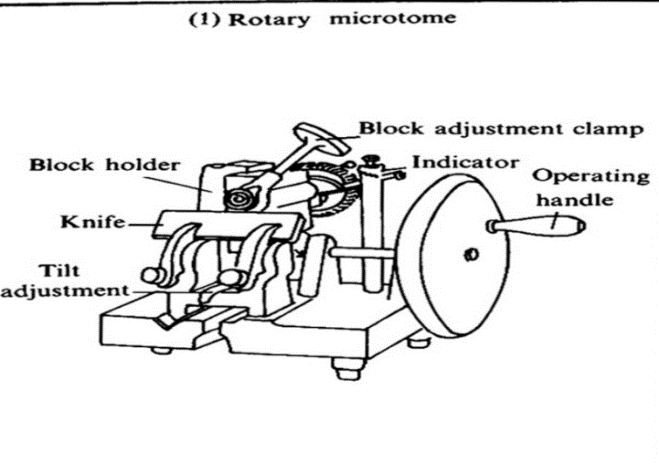 (1) Rotary microtome
Block adjustment clamp
Block holder
Indicator
Operating
handle
Knife
Tilt
adjustment